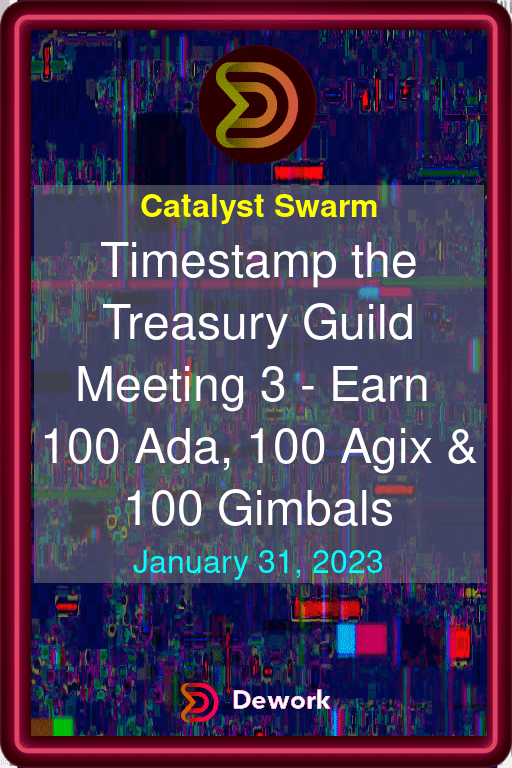 Catalyst Swarm
Timestamp the
Treasury Guild
Meeting 3 - Earn
100 Ada, 100 Agix &
100 Gimbals
January 31, 2023
Dework